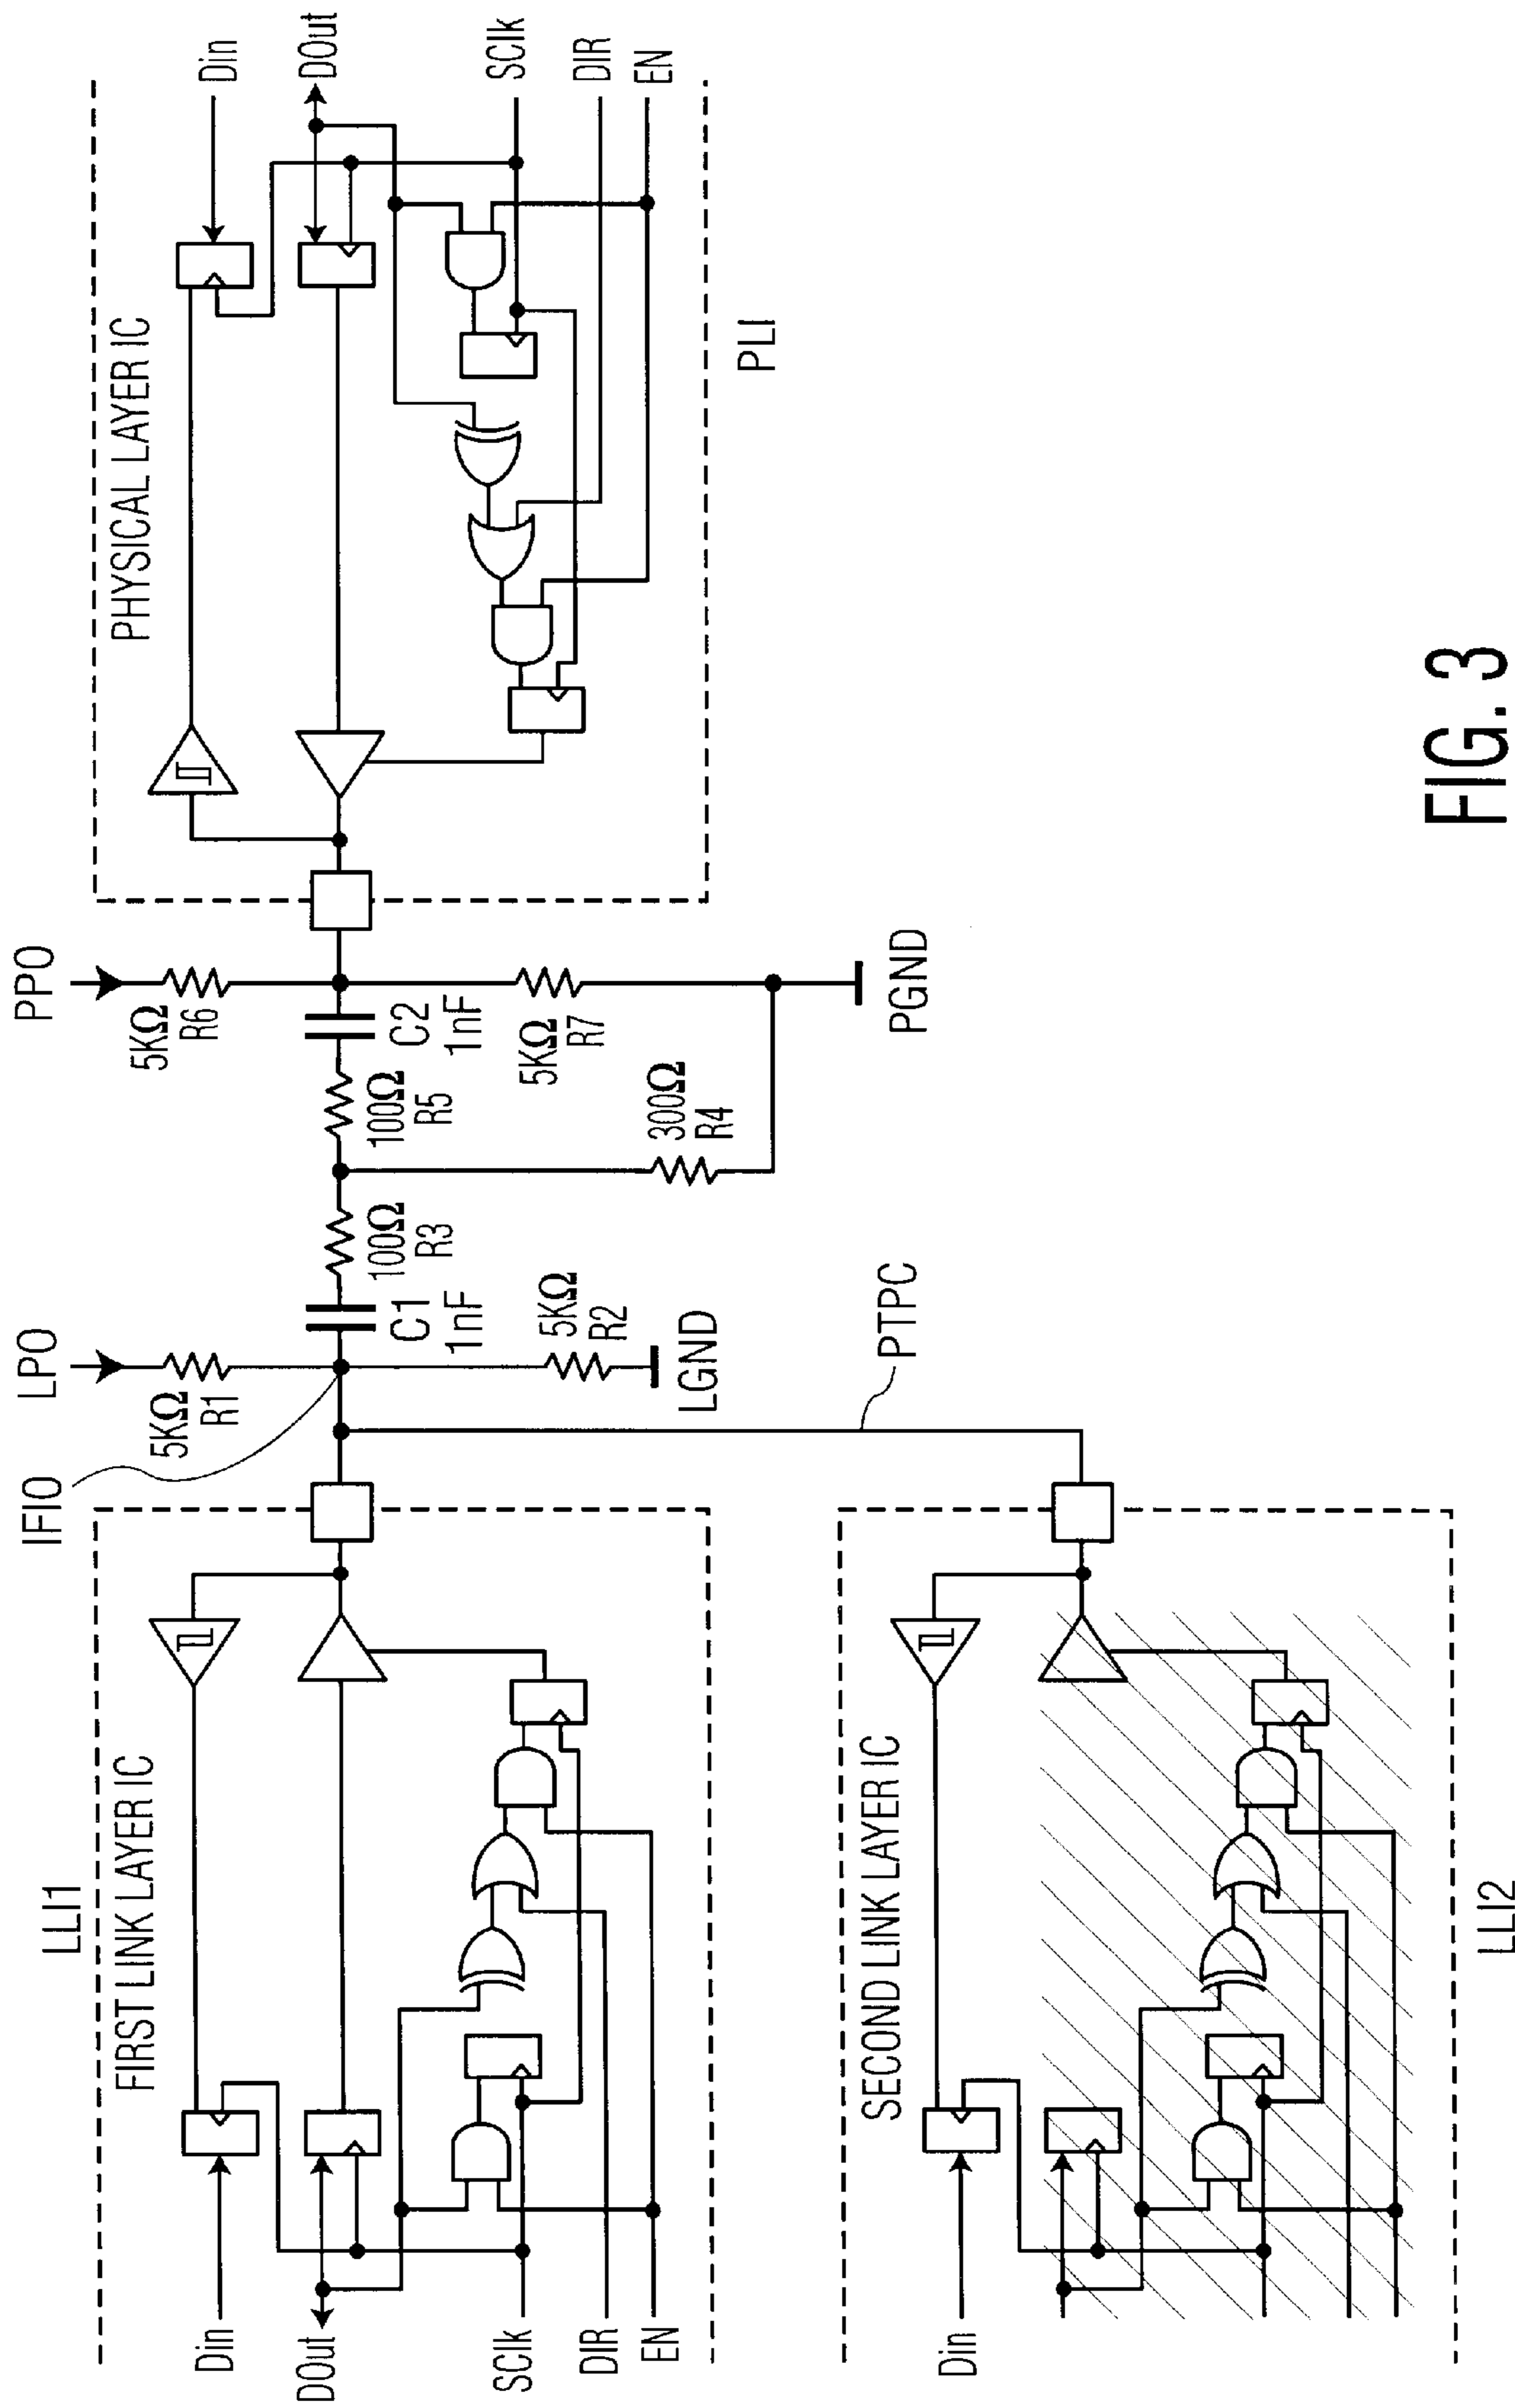 LLI1
FIRST LINK LAYER IC
Din
DOut
SClk
DIR
EN
IFIO
LPO
5KΩ
R1
C1
1nF
5KΩ
R2
LGND
100Ω
R3
100Ω
R5
300Ω
R4
PPO
5KΩ
R6
C2
1nF
5KΩ
R7
PGND
PHYSICAL LAYER IC
Din
DOut
SClk
DIR
EN
PLI
PTPC
SECOND LINK LAYER IC
Din
LLI2
FIG. 3